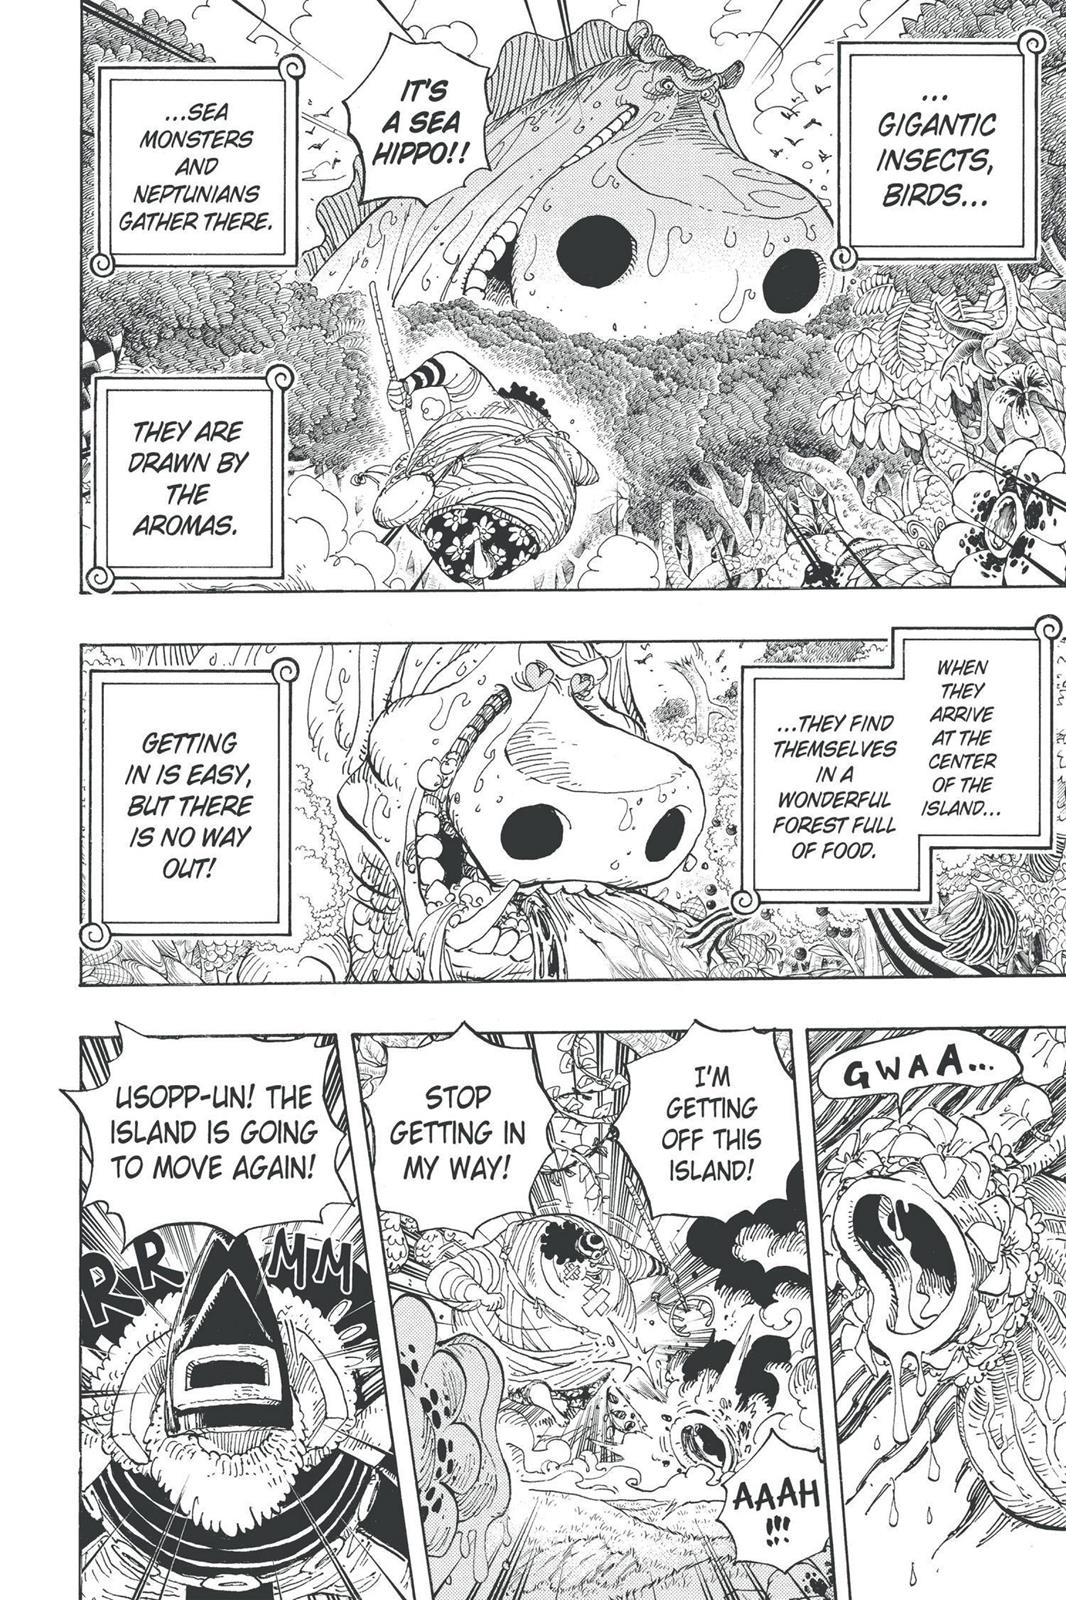 ...
GIGANTIC
INSECTS,
BIRDS...
IT'S
A SEA
HIPPO!!
...SEA
MONSTERS
AND
NEPTUNIANS
GATHER THERE.
THEY ARE
DRAWN BY
THE
AROMAS.
WHEN
THEY
ARRIVE
AT THE
CENTER
OF THE
ISLAND...
...THEY FIND
THEMSELVES
IN A
WONDERFUL
FOREST FULL
OF FOOD.
GETTING
IN IS EASY,
BUT THERE
IS NO WAY
OUT!
GWAA...
I'M
GETTING
OFF THIS
ISLAND!
STOP
GETTING IN
MY WAY!
AAAH
!!!
USOPP-UN! THE
ISLAND IS GOING
TO MOVE AGAIN!
RRRMMM